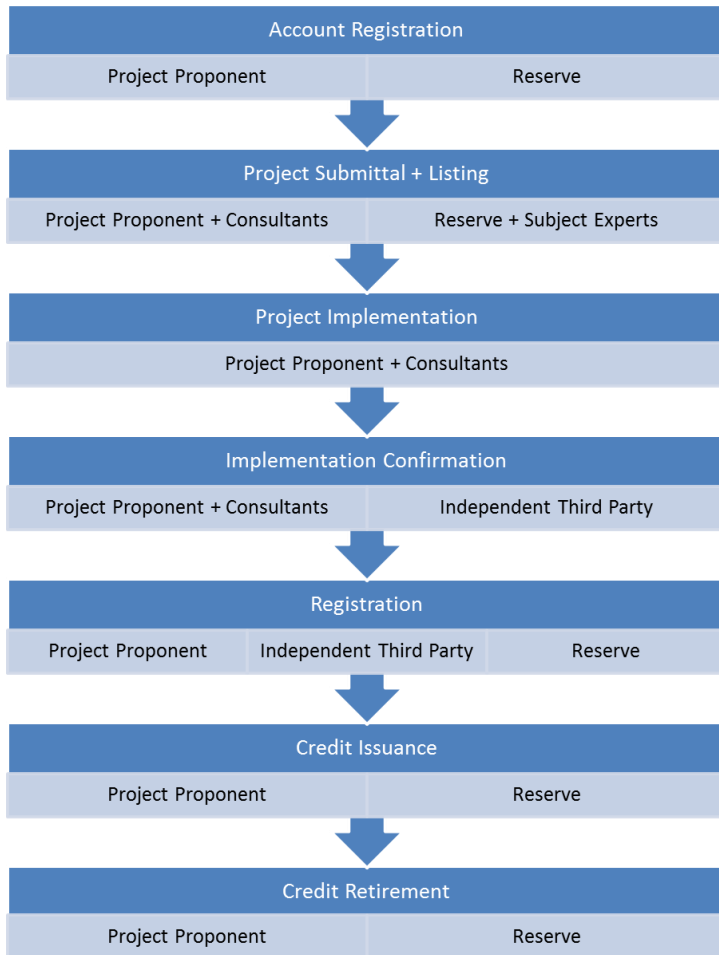 Account Registration
Project Proponent Reserve
Project Submittal + Listing
Project Proponent + Consultants Reserve + Subject Experts
Project Implementation
Project Proponent + Consultants
Implementation Confirmation
Project Proponent + Consultants Independent Third Party
Registration
Project Proponent Independent Third Party Reserve
Credit Issuance
Project Proponent Reserve
Credit Retirement
Project Proponent Reserve